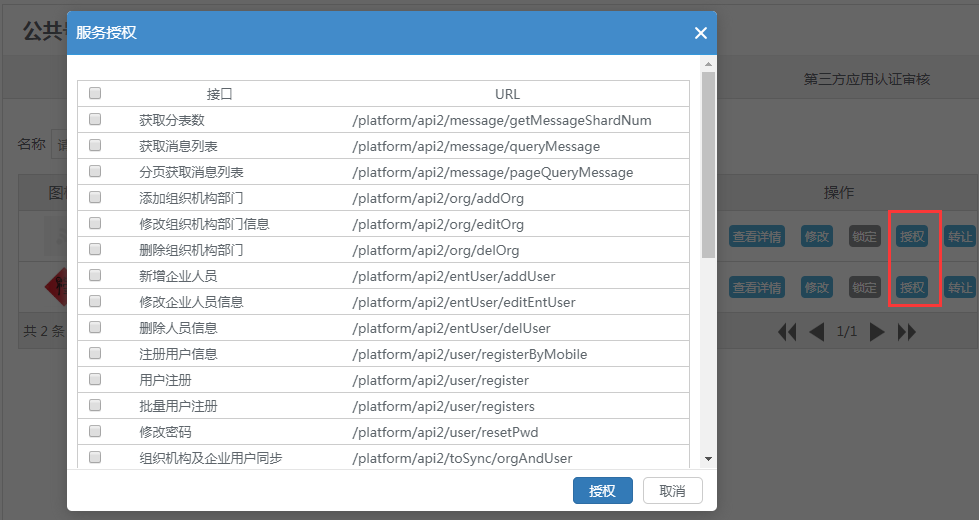 公共
服务授权
第三方应用认证审核
接口 URL
名称
获取分表数 /platform/api2/message/getMessageShardNum
获取消息列表 /platform/api2/message/queryMessage
分页获取消息列表 /platform/api2/message/pageQueryMessage
操作
添加组织机构部门 /platform/api2/org/addOrg
修改组织机构部门信息 /platform/api2/org/editOrg
查看详情 修改 锁定 授权 转让
删除组织机构部门 /platform/api2/org/delOrg
新增企业人员 /platform/api2/entUser/addUser
查看详情 修改 锁定 授权 转让
修改企业人员信息 /platform/api2/entUser/editEntUser
删除人员信息 /platform/api2/entUser/delUser
共 2 条 1/1
注册用户信息 /platform/api2/user/registerByMobile
用户注册 /platform/api2/user/register
批量用户注册 /platform/api2/user/registers
修改密码 /platform/api2/user/resetPwd
组织机构及企业用户同步 /platform/api2/toSync/orgAndUser
授权 取消